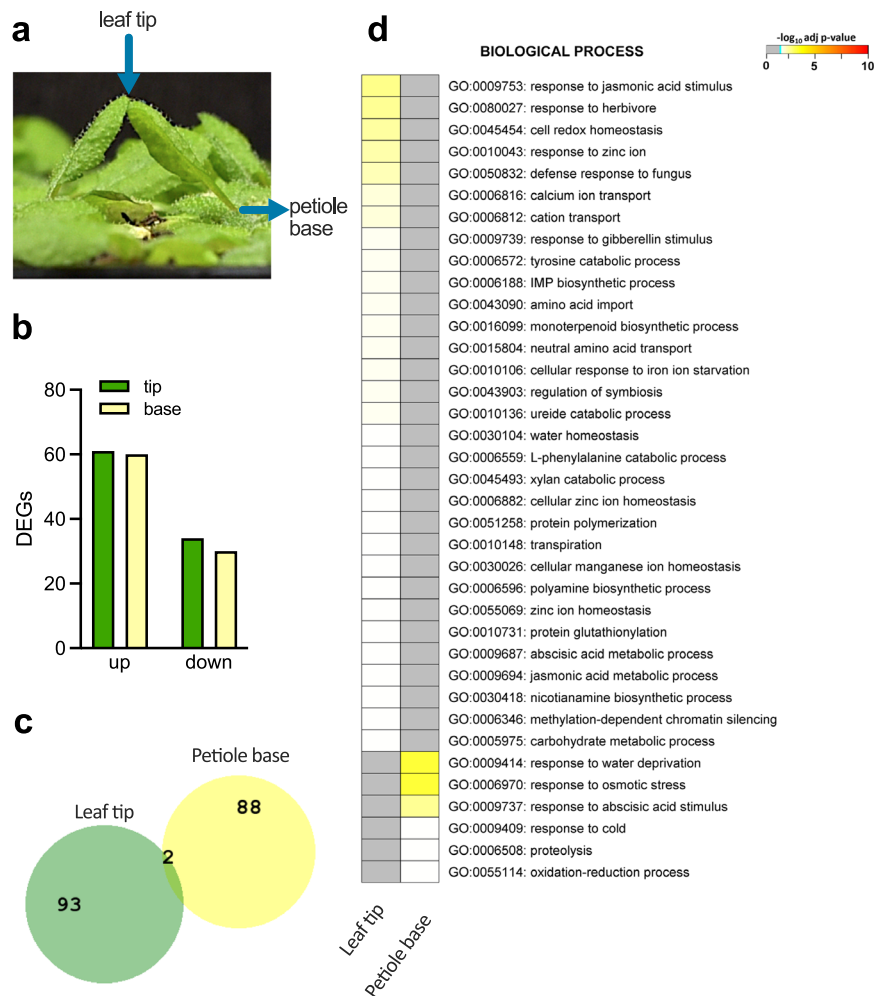 a
leaf tip
petiole
base
b
tip
base
80
60
40
20
0
DEGs
up
down
c
Petiole base
Leaf tip
88
2
93
d
BIOLOGICAL PROCESS
-log10 adj p-value
0
5
10
GO:0009753: response to jasmonic acid stimulus
GO:0080027: response to herbivore
GO:0045454: cell redox homeostasis
GO:0010043: response to zinc ion
GO:0050832: defense response to fungus
GO:0006816: calcium ion transport
GO:0006812: cation transport
GO:0009739: response to gibberellin stimulus
GO:0006572: tyrosine catabolic process
GO:0006188: IMP biosynthetic process
GO:0043090: amino acid import
GO:0016099: monoterpenoid biosynthetic process
GO:0015804: neutral amino acid transport
GO:0010106: cellular response to iron ion starvation
GO:0043903: regulation of symbiosis
GO:0010136: ureide catabolic process
GO:0030104: water homeostasis
GO:0006559: L-phenylalanine catabolic process
GO:0045493: xylan catabolic process
GO:0006882: cellular zinc ion homeostasis
GO:0051258: protein polymerization
GO:0010148: transpiration
GO:0030026: cellular manganese ion homeostasis
GO:0006596: polyamine biosynthetic process
GO:0055069: zinc ion homeostasis
GO:0010731: protein glutathionylation
GO:0009687: abscisic acid metabolic process
GO:0009694: jasmonic acid metabolic process
GO:0030418: nicotianamine biosynthetic process
GO:0006346: methylation-dependent chromatin silencing
GO:0005975: carbohydrate metabolic process
GO:0009414: response to water deprivation
GO:0006970: response to osmotic stress
GO:0009737: response to abscisic acid stimulus
GO:0009409: response to cold
GO:0006508: proteolysis
GO:0055114: oxidation-reduction process
Leaf tip
Petiole base